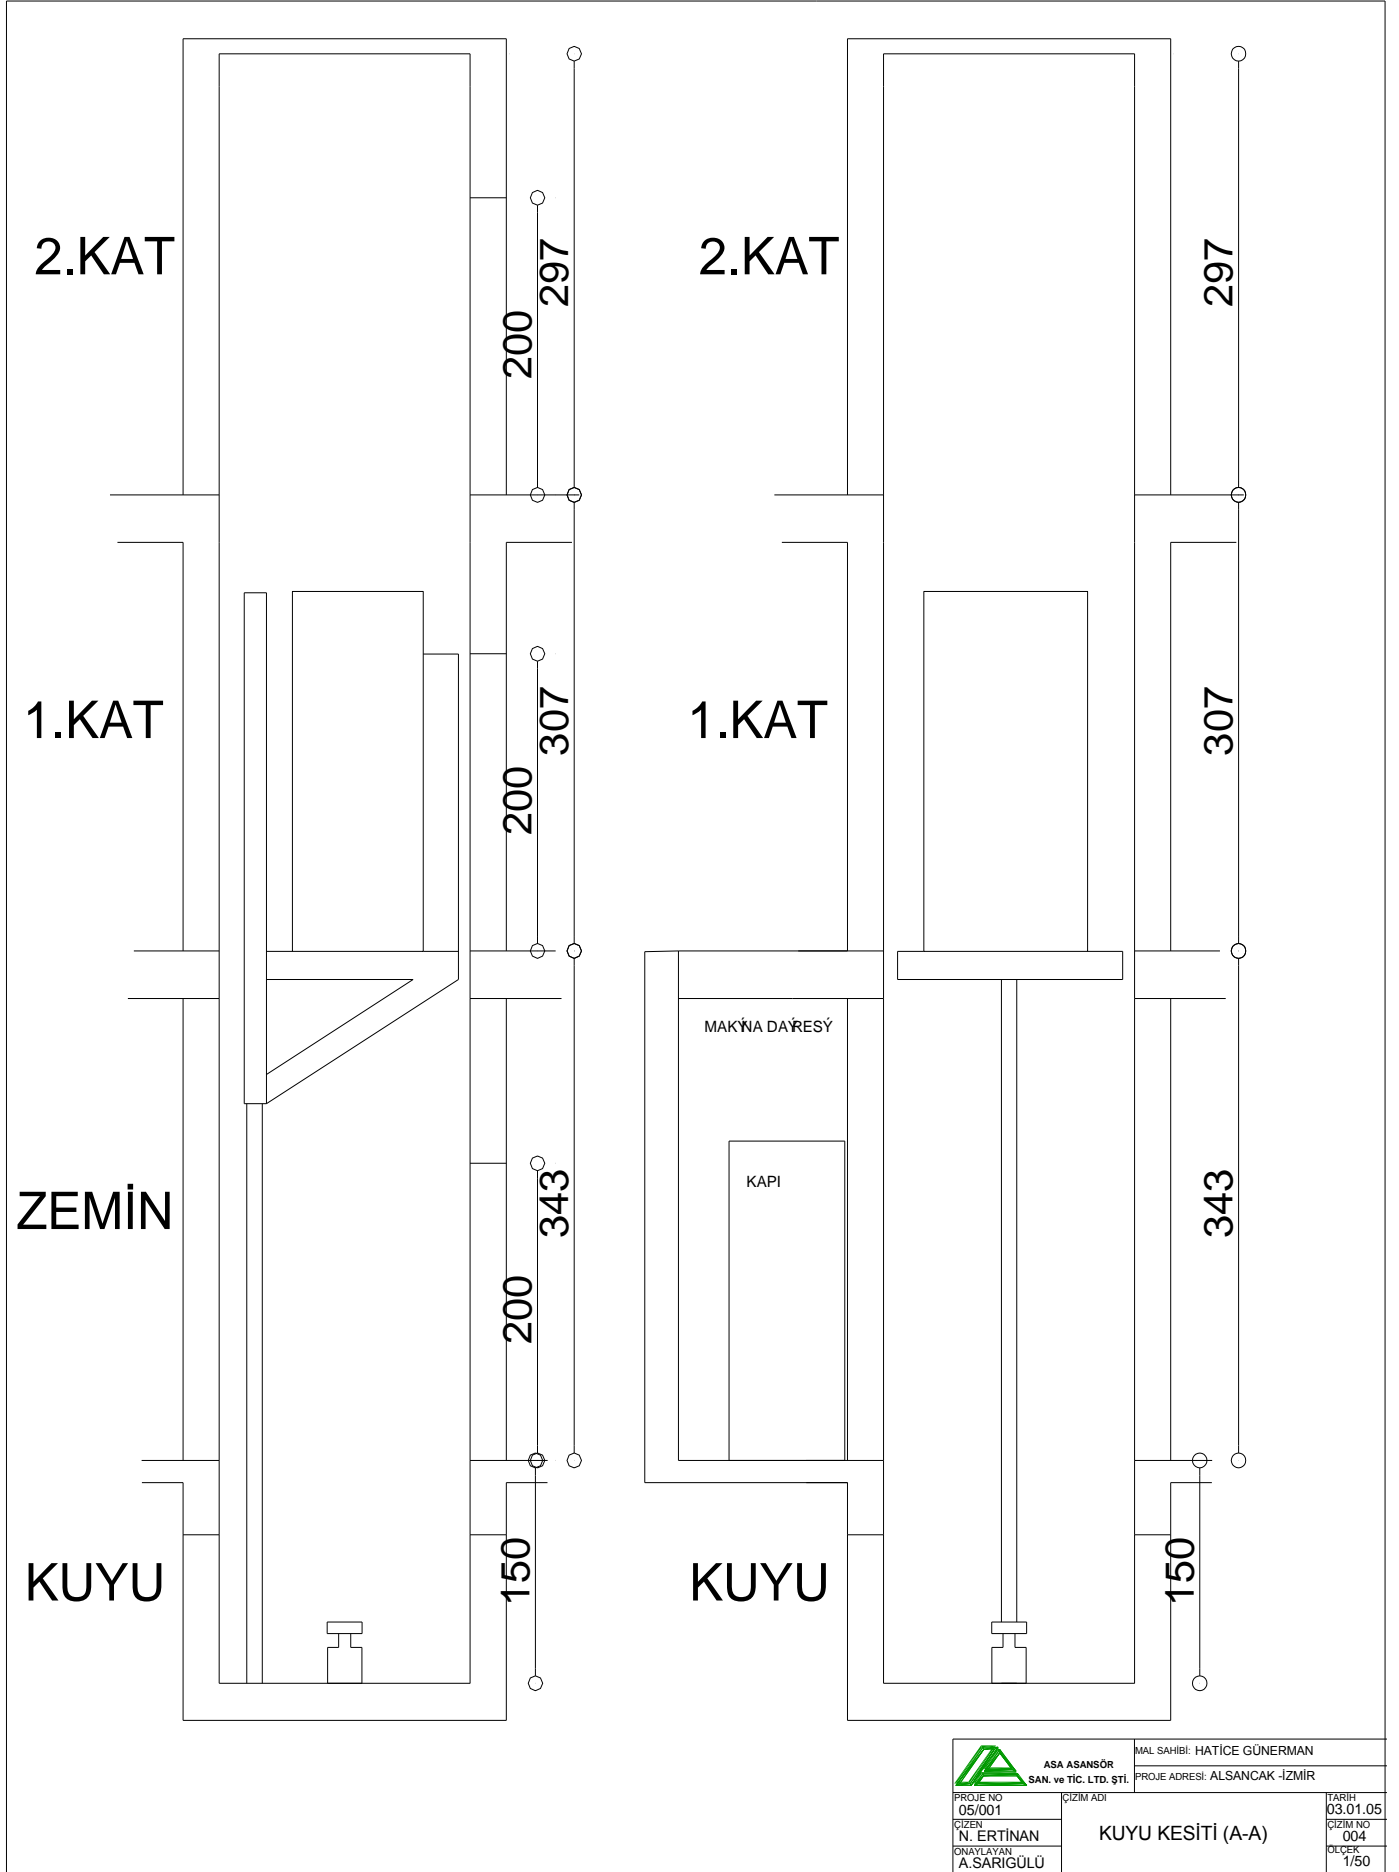 2.KAT
297
200
1.KAT
307
200
ZEMİN
343
200
KUYU
150
2.KAT
297
1.KAT
307
MAKÝNA DAÝRESÝ
KAPI
343
KUYU
150
ASA ASANSÖR
SAN. ve TİC. LTD. ŞTİ.
MAL SAHİBİ: HATİCE GÜNERMAN
PROJE ADRESİ: ALSANCAK -İZMİR
PROJE NO
05/001
ÇİZEN
N. ERTİNAN
ONAYLAYAN
A.SARIGÜLÜ
ÇİZİM ADI
KUYU KESİTİ (A-A)
TARİH
03.01.05
ÇİZİM NO
004
ÖLÇEK
1/50